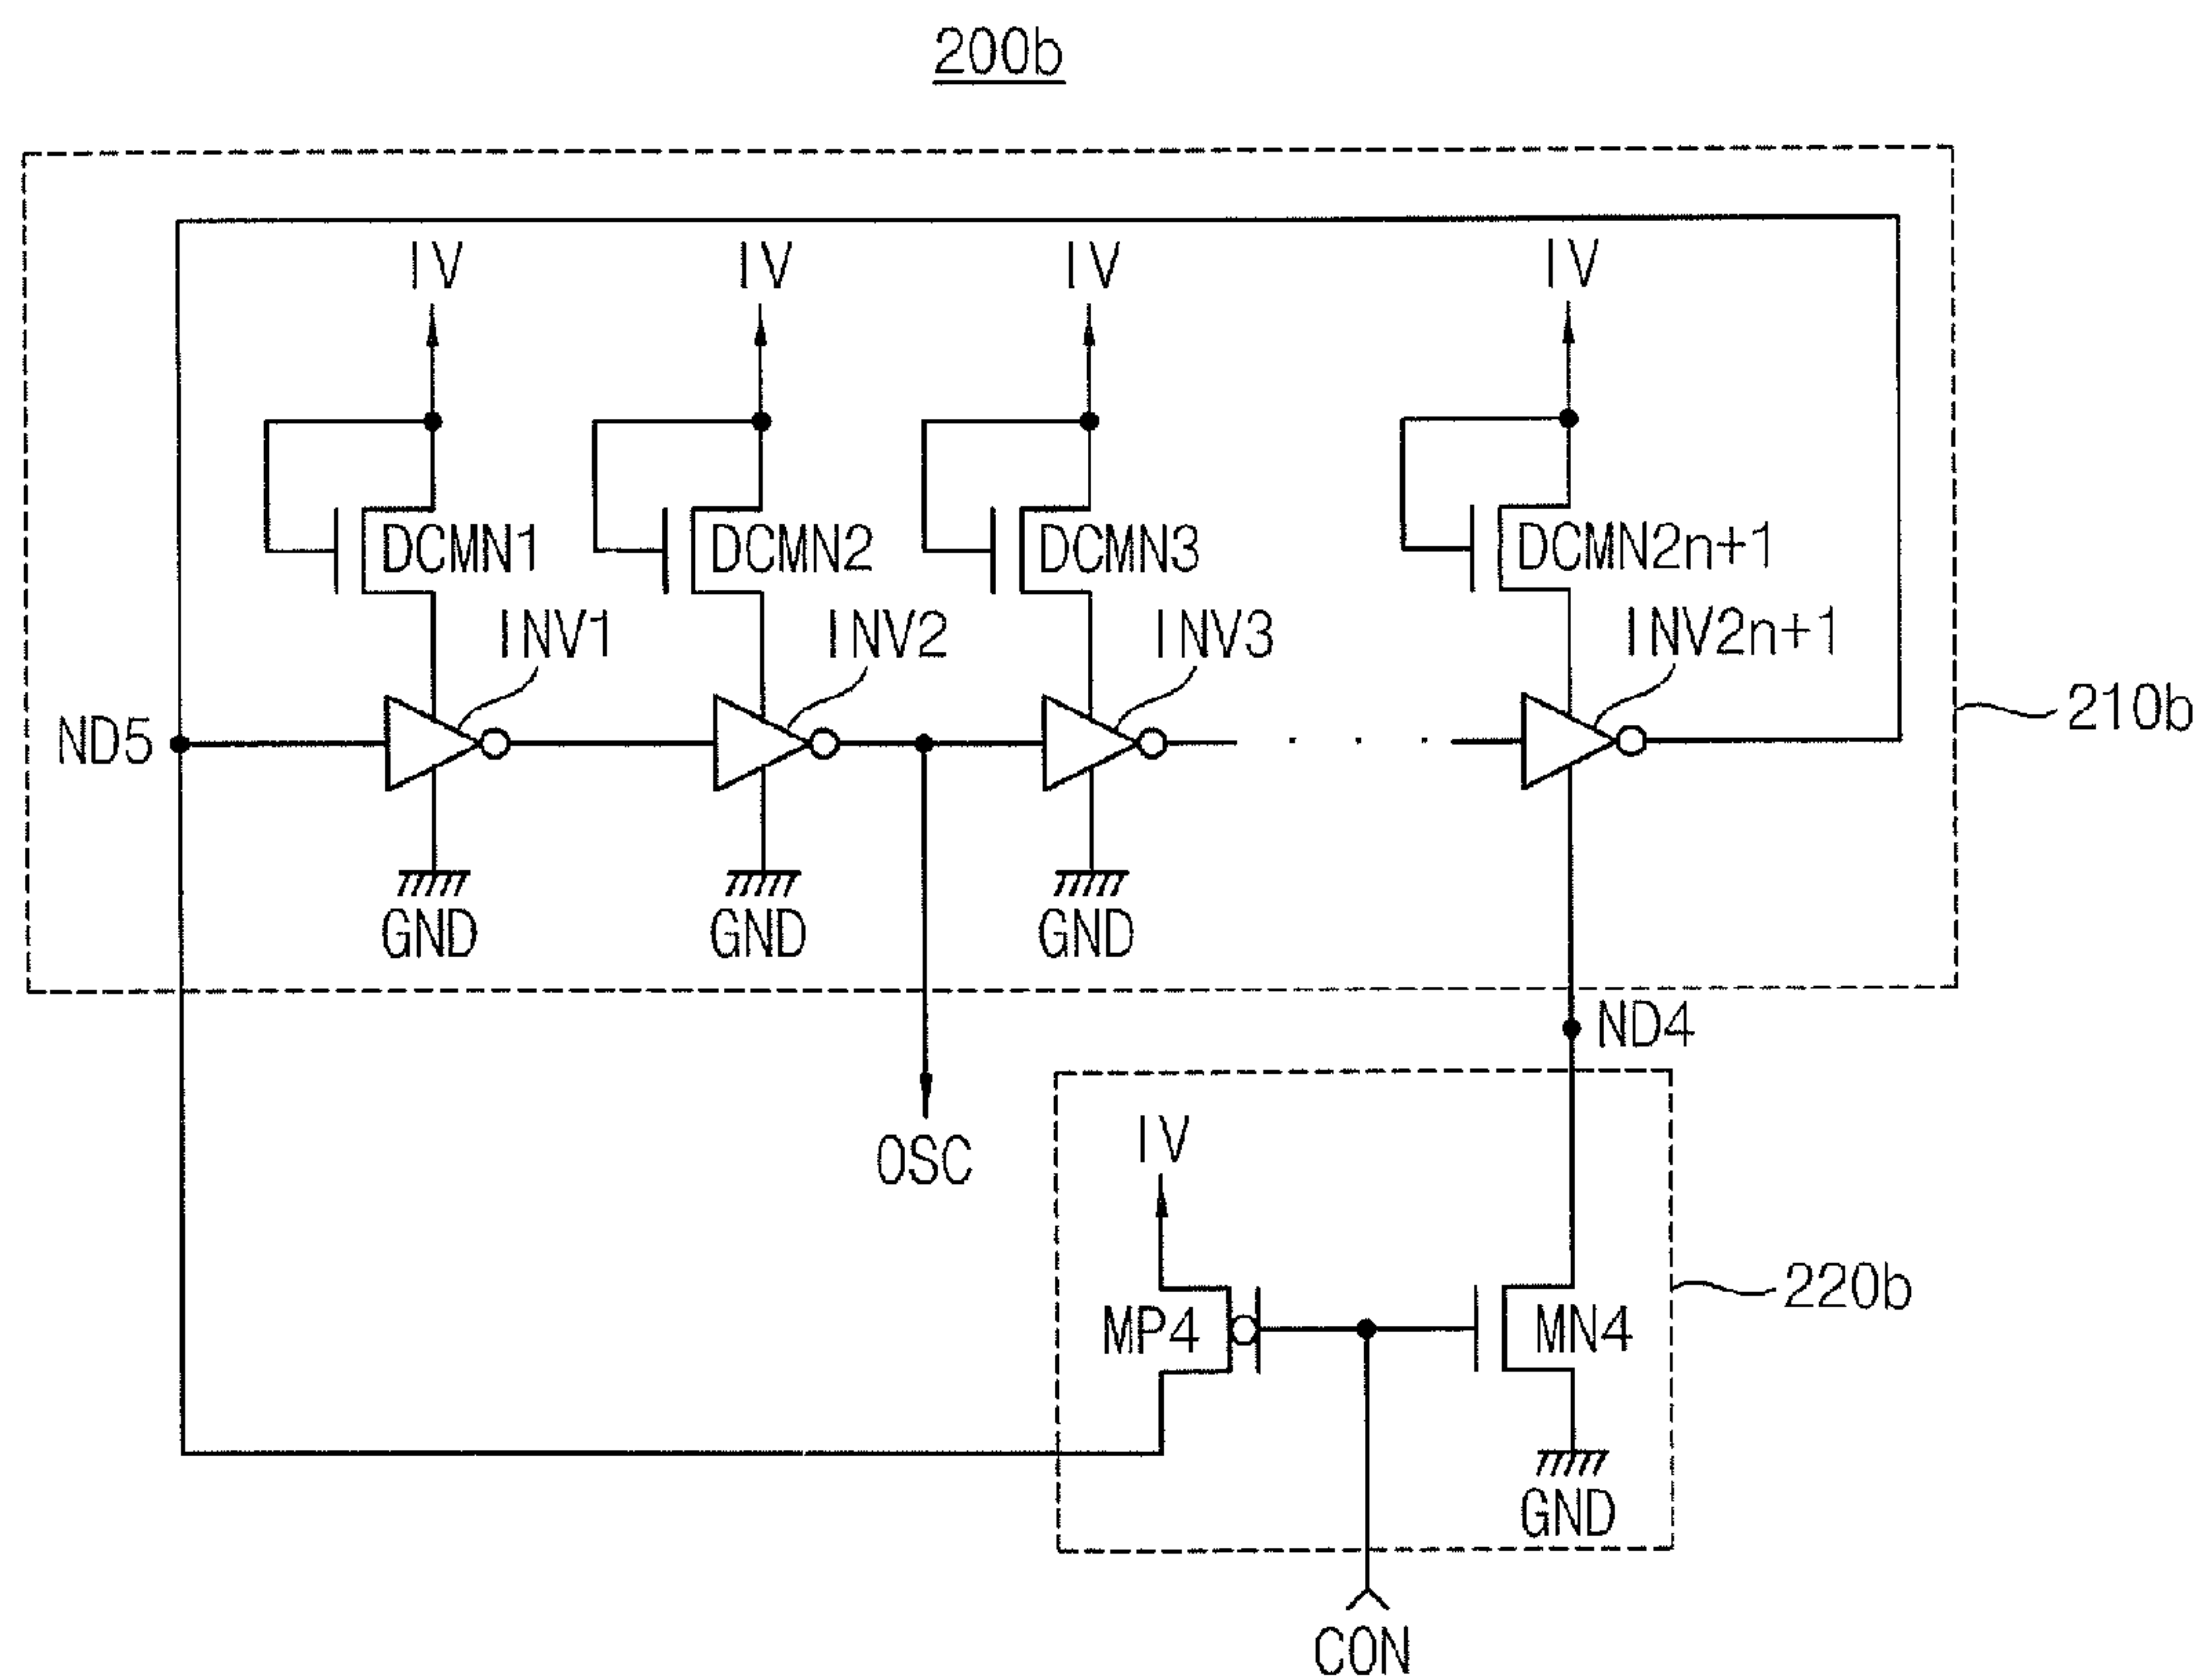 200b
IV IV IV IV
DCMN1 DCMN2 DCMN3 DCMN2n+1
INV1 INV2 INV3 INV2n+1
210b
ND5
GND GND GND
ND4
OSC
IV
220b
MP4 MN4
GND
CON